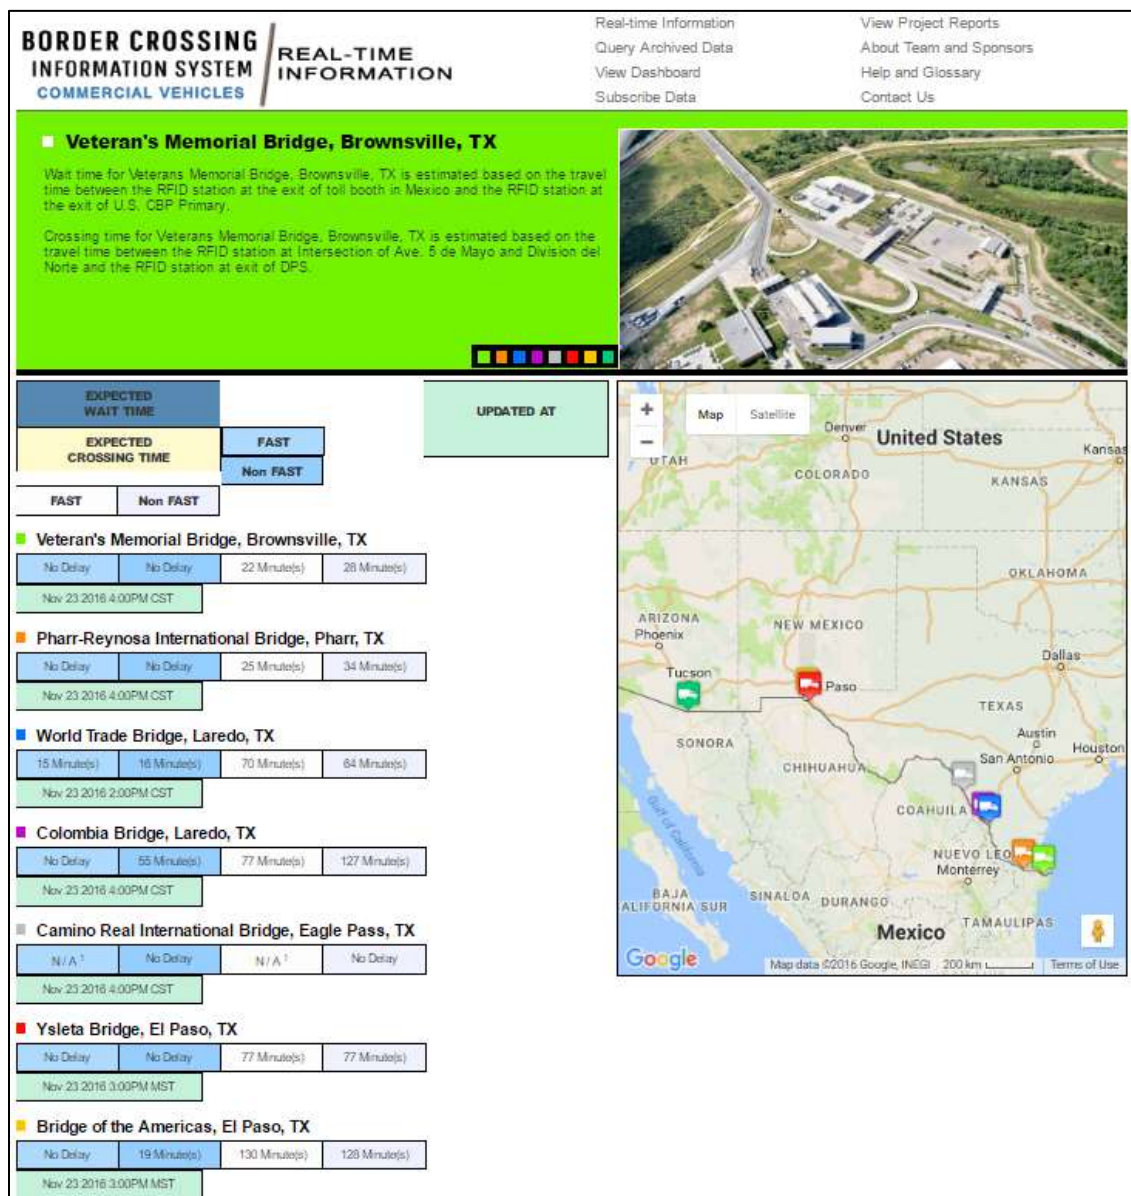 BORDER CROSSING
INFORMATION SYSTEM
COMMERCIAL VEHICLES
REAL-TIME
INFORMATION
Real-time Information
Query Archived Data
View Dashboard
Subscribe Data
View Project Reports
About Team and Sponsors
Help and Glossary
Contact Us
Veteran's Memorial Bridge, Brownsville, TX
Wait time for Veterans Memorial Bridge, Brownsville, TX is estimated based on the travel
time between the RFID station at the exit of toll booth in Mexico and the RFID station at
the exit of U.S. CBP Primary.
Crossing time for Veterans Memorial Bridge, Brownsville, TX is estimated based on the
travel time between the RFID station at Intersection of Ave. 5 de Mayo and Division del
Norte and the RFID station at exit of DPS.
EXPECTED
WAIT TIME
UPDATED AT
EXPECTED
CROSSING TIME
FAST
Non FAST
FAST Non FAST
Veteran's Memorial Bridge, Brownsville, TX
No Delay No Delay 22 Minute(s) 28 Minute(s)
Nov 23 2016 4:00PM CST
Pharr-Reynosa International Bridge, Pharr, TX
No Delay No Delay 25 Minute(s) 34 Minute(s)
Nov 23 2016 4:00PM CST
World Trade Bridge, Laredo, TX
15 Minute(s) 16 Minute(s) 70 Minute(s) 64 Minute(s)
Nov 23 2016 2:00PM CST
Colombia Bridge, Laredo, TX
No Delay 55 Minute(s) 77 Minute(s) 127 Minute(s)
Nov 23 2016 4:00PM CST
Camino Real International Bridge, Eagle Pass, TX
N/A ¹ No Delay N/A ¹ No Delay
Nov 23 2016 4:00PM CST
Ysleta Bridge, El Paso, TX
No Delay No Delay 77 Minute(s) 77 Minute(s)
Nov 23 2016 3:00PM MST
Bridge of the Americas, El Paso, TX
No Delay 19 Minute(s) 130 Minute(s) 128 Minute(s)
Nov 23 2016 3:00PM MST
+
Map Satellite
−
Denver
United States
Kansas
UTAH
COLORADO
KANSAS
OKLAHOMA
ARIZONA
Phoenix
NEW MEXICO
Dallas
Tucson
Paso
TEXAS
Austin
Houston
San Antonio
SONORA
CHIHUAHUA
COAHUILA
Gulf of California
NUEVO LEO
Monterrey
BAJA
ALIFORNIA SUR
SINALOA
DURANGO
TAMAULIPAS
Mexico
Google
Map data ©2016 Google, INEGI 200 km Terms of Use